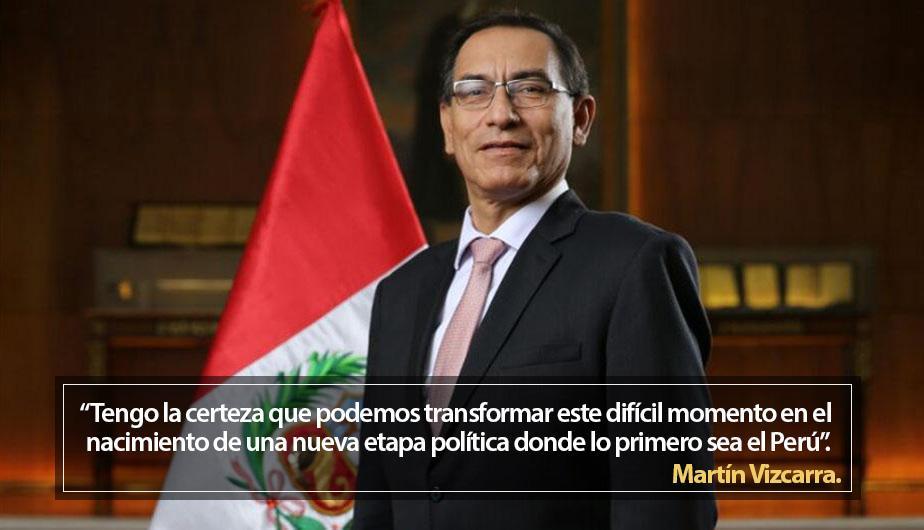 “Tengo la certeza que podemos transformar este difícil momento en el
nacimiento de una nueva etapa política donde lo primero sea el Perú”.
Martín Vizcarra.